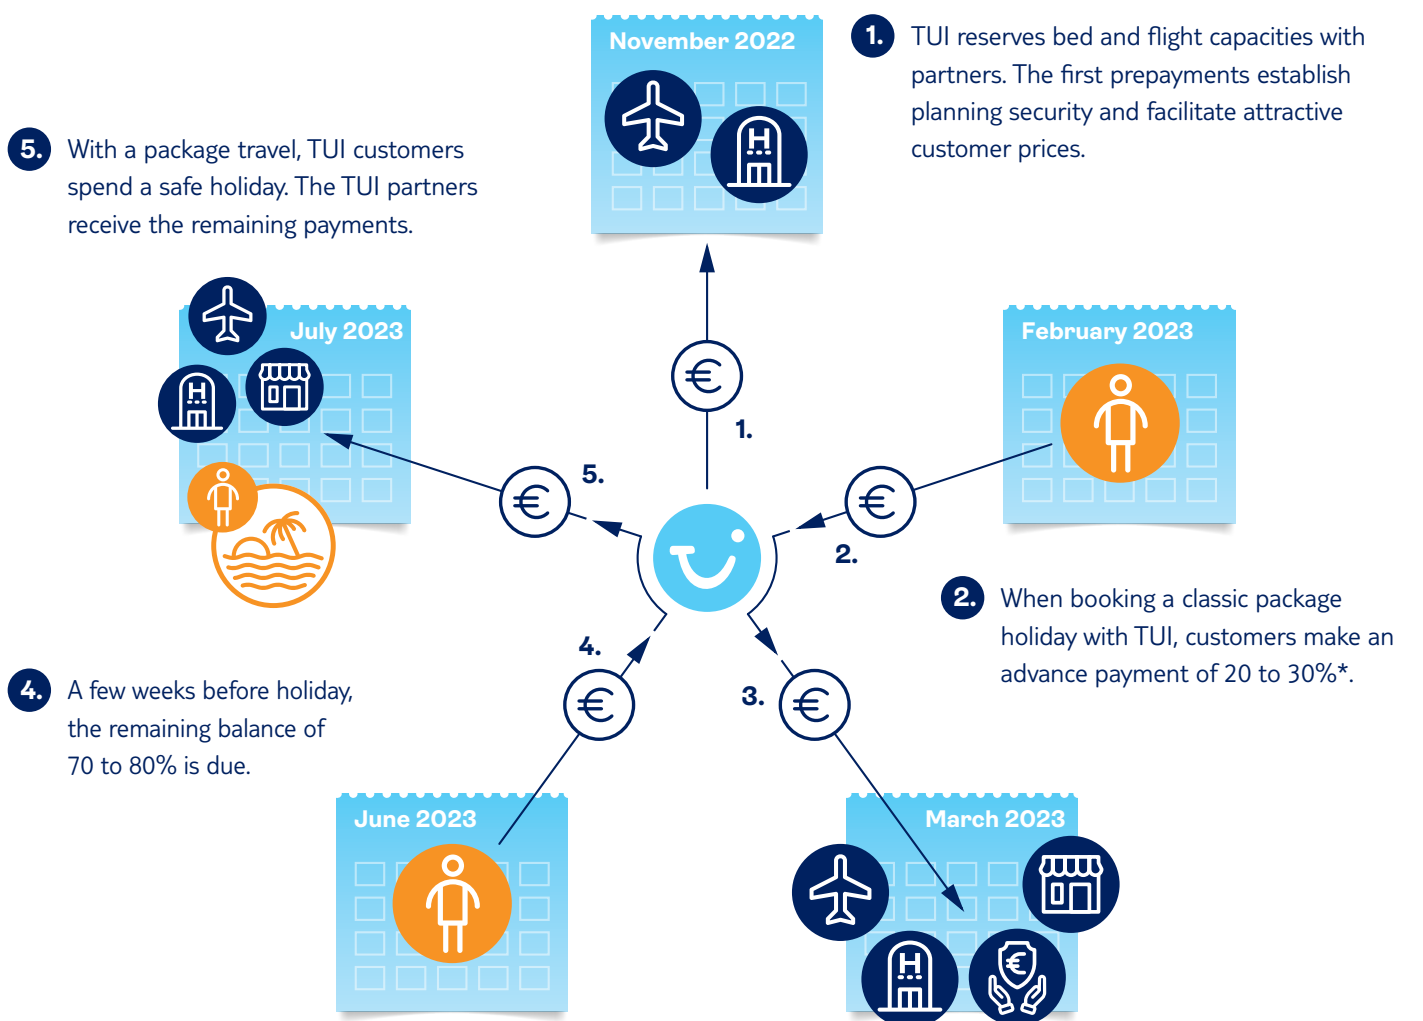 November 2022
1. TUI reserves bed and flight capacities with
partners. The first prepayments establish
planning security and facilitate attractive
customer prices.
5. With a package travel, TUI customers
spend a safe holiday. The TUI partners
receive the remaining payments.
July 2023
H
February 2023
€
1.
5.
€
€
2.
2. When booking a classic package
holiday with TUI, customers make an
advance payment of 20 to 30%*.
4.
€
3.
€
4. A few weeks before holiday,
the remaining balance of
70 to 80% is due.
June 2023
March 2023
H
€
H